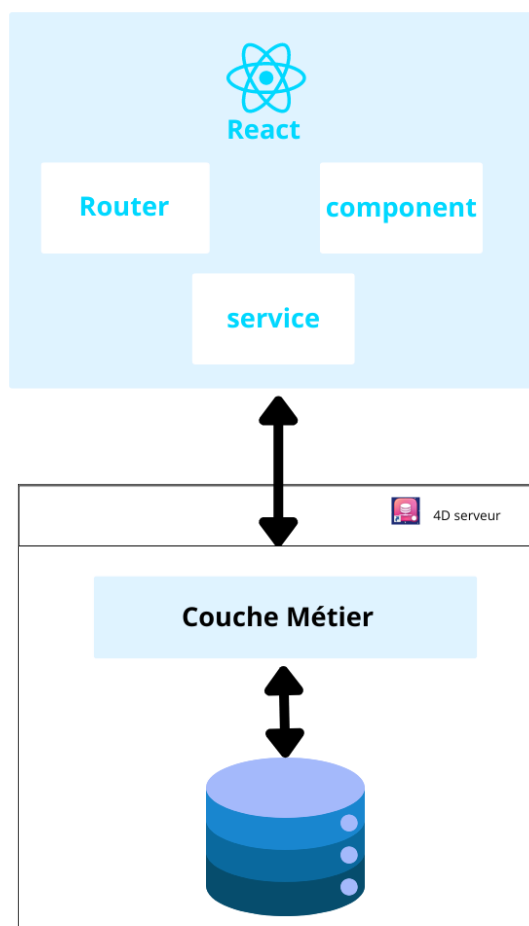 React
Router
component
service
4D serveur
Couche Métier